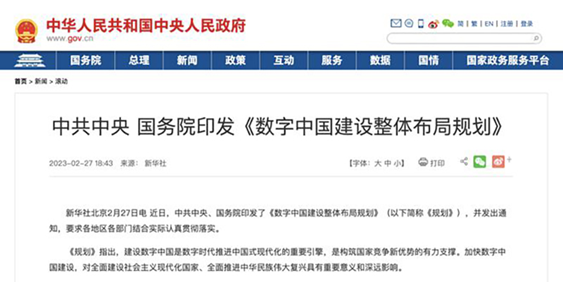 中华人民共和国中央人民政府
www.gov.cn
简 | 繁 | EN | 注册 | 登录
国务院 总理 新闻 政策 互动 服务 数据 国情 国家政务服务平台
首页 > 新闻 > 滚动
中共中央 国务院印发《数字中国建设整体布局规划》
2023-02-27 18:43 来源： 新华社 【字体：大 中 小】 打印
新华社北京2月27日电 近日，中共中央、国务院印发了《数字中国建设整体布局规划》（以下简称《规划》），并发出通
知，要求各地区各部门结合实际认真贯彻落实。
《规划》指出，建设数字中国是数字时代推进中国式现代化的重要引擎，是构筑国家竞争新优势的有力支撑。加快数字中
国建设，对全面建设社会主义现代化国家、全面推进中华民族伟大复兴具有重要意义和深远影响。